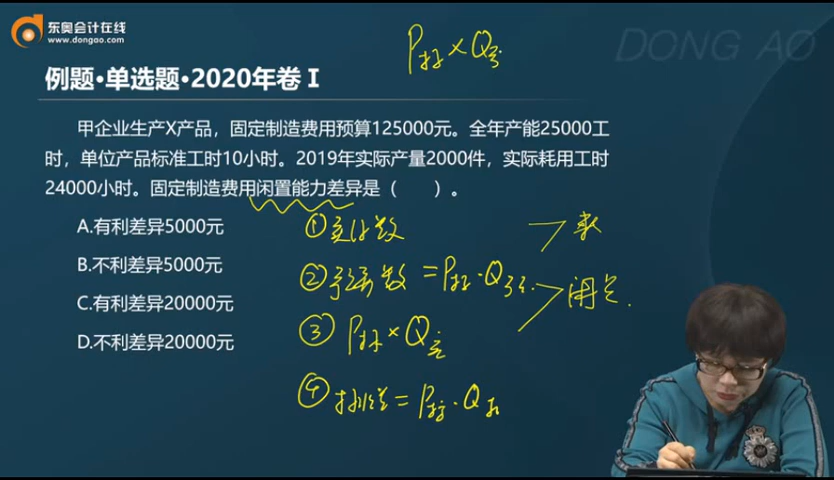 东奥会计在线
www.dongao.com
DONG AO
P标×Q实
例题•单选题•2020年卷Ⅰ
甲企业生产X产品，固定制造费用预算125000元。全年产能25000工
时，单位产品标准工时10小时。2019年实际产量2000件，实际耗用工时
24000小时。固定制造费用闲置能力差异是（　　）。
A.有利差异5000元
B.不利差异5000元
C.有利差异20000元
D.不利差异20000元
①实际数
②预算数=P标·Q预
③P标×Q实
④标准=P标·Q标
耗
闲置